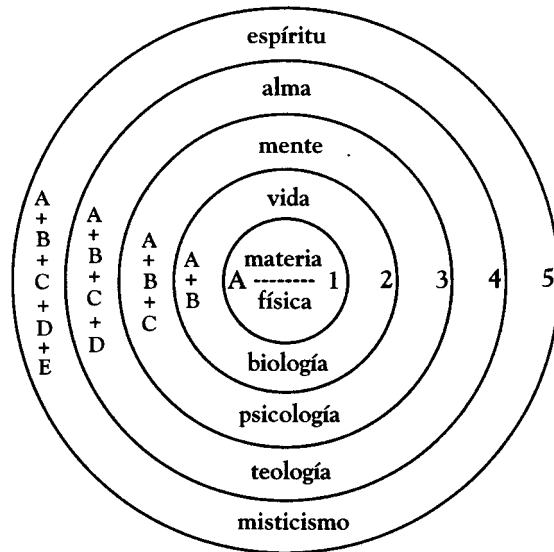 espíritu
alma
mente
vida
materia
A -------- 1
física
2
3
4
5
A + B
A + B + C
A + B + C + D
A + B + C + D + E
biología
psicología
teología
misticismo